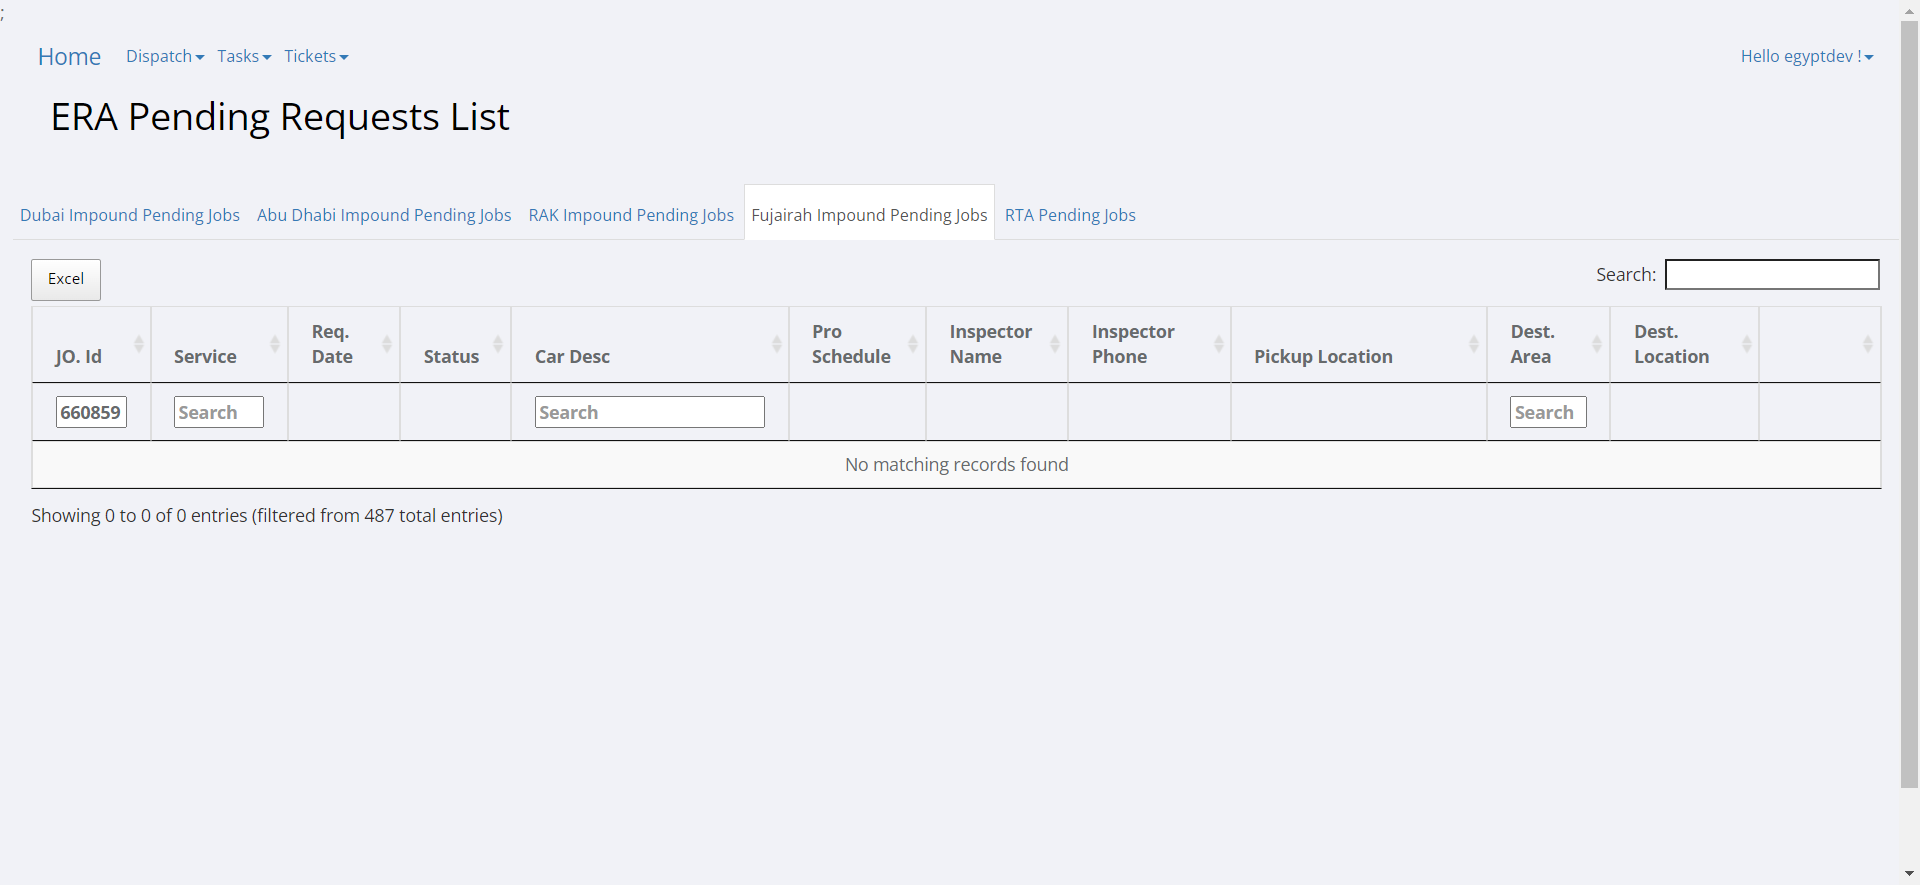 ;
Home Dispatch Tasks Tickets Hello egyptdev !
ERA Pending Requests List
Dubai Impound Pending Jobs Abu Dhabi Impound Pending Jobs RAK Impound Pending Jobs Fujairah Impound Pending Jobs RTA Pending Jobs
Excel Search:
JO. Id Service Req. Date Status Car Desc Pro Schedule Inspector Name Inspector Phone Pickup Location Dest. Area Dest. Location
660859 Search Search Search
No matching records found
Showing 0 to 0 of 0 entries (filtered from 487 total entries)